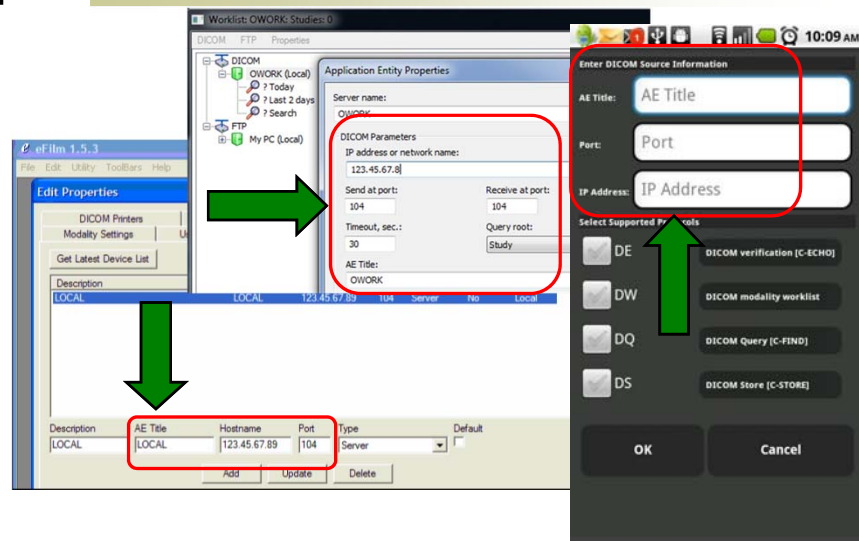 Worklist: OWORK: Studies: 0
DICOM FTP Properties
DICOM
OWORK (Local)
? Today
? Last 2 days
? Search
FTP
My PC (Local)
Application Entity Properties
Server name:
OWORK
DICOM Parameters
IP address or network name:
123.45.67.8
Send at port:
Receive at port:
104
104
Timeout, sec.:
Query root:
30
Study
AE Title:
OWORK
eFilm 1.5.3
File Edit Utility ToolBars Help
Edit Properties
DICOM Printers
Modality Settings
Get Latest Device List
Description
LOCAL LOCAL 123.45.67.89 104 Server No Local
Description AE Title Hostname Port Type Default
LOCAL LOCAL 123.45.67.89 104 Server
Add Update Delete
10:09 AM
Enter DICOM Source Information
AE Title: AE Title
Port: Port
IP Address: IP Address
Select Supported Protocols
DE DICOM verification [C-ECHO]
DW DICOM modality worklist
DQ DICOM Query [C-FIND]
DS DICOM Store [C-STORE]
OK Cancel